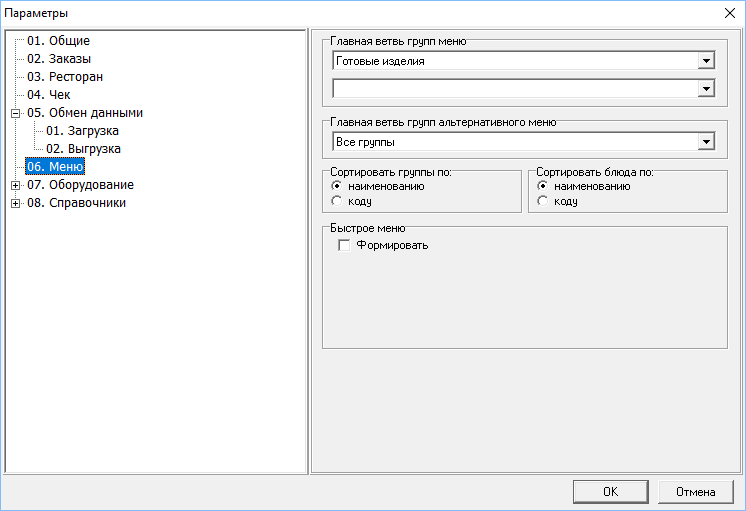 Параметры
01. Общие
02. Заказы
03. Ресторан
04. Чек
05. Обмен данными
01. Загрузка
02. Выгрузка
06. Меню
07. Оборудование
08. Справочники
Главная ветвь групп меню
Готовые изделия
Главная ветвь групп альтернативного меню
Все группы
Сортировать группы по:
наименованию
коду
Сортировать блюда по:
наименованию
коду
Быстрое меню
Формировать
OK
Отмена